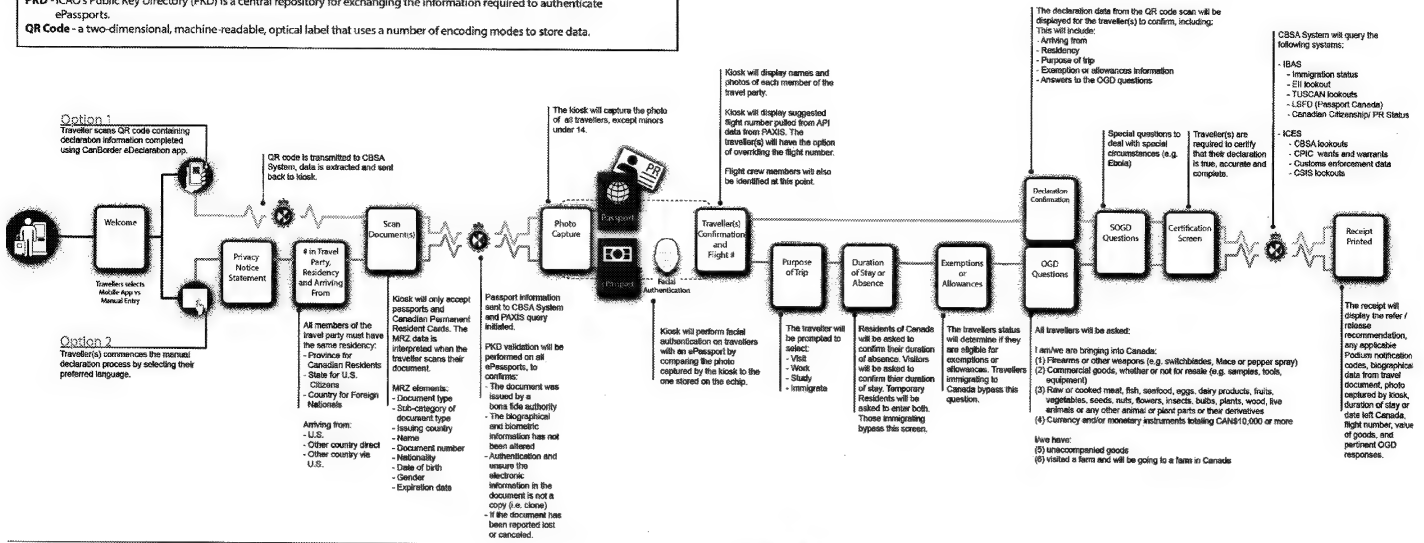 PKD - ICAO's Public Key Directory (PKD) is a central repository for exchanging the information required to authenticate
ePassports.
QR Code - a two-dimensional, machine-readable, optical label that uses a number of encoding modes to store data.
Option 1
Traveller scans QR code containing
declaration information completed
using CanBorder eDeclaration app.
QR code is transmitted to CBSA
System, data is extracted and sent
back to kiosk.
Welcome
Travellers selects
Mobile App vs
Manual Entry
Option 2
Traveller(s) commences the manual
declaration process by selecting their
preferred language.
Privacy
Notice
Statement
# in Travel
Party,
Residency
and Arriving
From
All members of the
travel party must have
the same residency:
- Province for
Canadian Residents
- State for U.S.
Citizens
- Country for Foreign
Nationals
Arriving from:
- U.S.
- Other country direct
- Other country via
U.S.
Scan
Document(s)
Kiosk will only accept
passports and
Canadian Permanent
Resident Cards. The
MRZ data is
interpreted when the
traveller scans their
document.
MRZ elements:
- Document type
- Sub-category of
document type
- Issuing country
- Name
- Document number
- Nationality
- Date of birth
- Gender
- Expiration date
Passport information
sent to CBSA System
and PAXIS query
initiated.
PKD validation will be
performed on all
ePassports, to
confirms:
- The document was
issued by a
bona fide authority
- The biographical
and biometric
information has not
been altered
- Authentication and
ensure the
electronic
information in the
document is not a
copy (i.e. clone)
- If the document has
been reported lost
or canceled.
The kiosk will capture the photo
of all travellers, except minors
under 14.
Photo
Capture
PR
Passport
ePassport
Facial
Authentication
Kiosk will perform facial
authentication on travellers
with an ePassport by
comparing the photo
captured by the kiosk to the
one stored on the echip.
Kiosk will display names and
photos of each member of the
travel party.
Kiosk will display suggested
flight number pulled from API
data from PAXIS. The
traveller(s) will have the option
of overriding the flight number.
Flight crew members will also
be identified at this point.
Traveller(s)
Confirmation
and
Flight #
Purpose
of Trip
The traveller will
be prompted to
select:
- Visit
- Work
- Study
- Immigrate
Duration
of Stay or
Absence
Residents of Canada
will be asked to
confirm their duration
of absence. Visitors
will be asked to
confirm thier duration
of stay. Temporary
Residents will be
asked to enter both.
Those immigrating
bypass this screen.
Exemptions
or
Allowances
The travellers status
will determine if they
are eligible for
exemptions or
allowances. Travellers
immigrating to
Canada bypass this
question.
The declaration data from the QR code scan will be
displayed for the traveller(s) to confirm, including:
This will include:
- Arriving from
- Residency
- Purpose of trip
- Exemption or allowances information
- Answers to the OGD questions
Declaration
Confirmation
OGD
Questions
All travellers will be asked:
I am/we are bringing into Canada:
(1) Firearms or other weapons (e.g. switchblades, Mace or pepper spray)
(2) Commercial goods, whether or not for resale (e.g. samples, tools,
equipment)
(3) Raw or cooked meat, fish, seafood, eggs, dairy products, fruits,
vegetables, seeds, nuts, flowers, insects, bulbs, plants, wood, live
animals or any other animal or plant parts or their derivatives
(4) Currency and/or monetary instruments totaling CAN$10,000 or more
I/we have:
(5) unaccompanied goods
(6) visited a farm and will be going to a farm in Canada
Special questions to
deal with special
circumstances (e.g.
Ebola)
SOGD
Questions
Traveller(s) are
required to certify
that their declaration
is true, accurate and
complete.
Certification
Screen
CBSA System will query the
following systems:
- IBAS
- Immigration status
- EII lookout
- TUSCAN lookouts
- LSFD (Passport Canada)
- Canadian Citizenship/ PR Status
- ICES
- CBSA lookouts
- CPIC wants and warrants
- Customs enforcement data
- CSIS lookouts
Receipt
Printed
The receipt will
display the refer /
release
recommendation,
any applicable
Podium notification
codes, biographical
data from travel
document, photo
captured by kiosk,
duration of stay or
date left Canada,
flight number, value
of goods, and
pertinent OGD
responses.